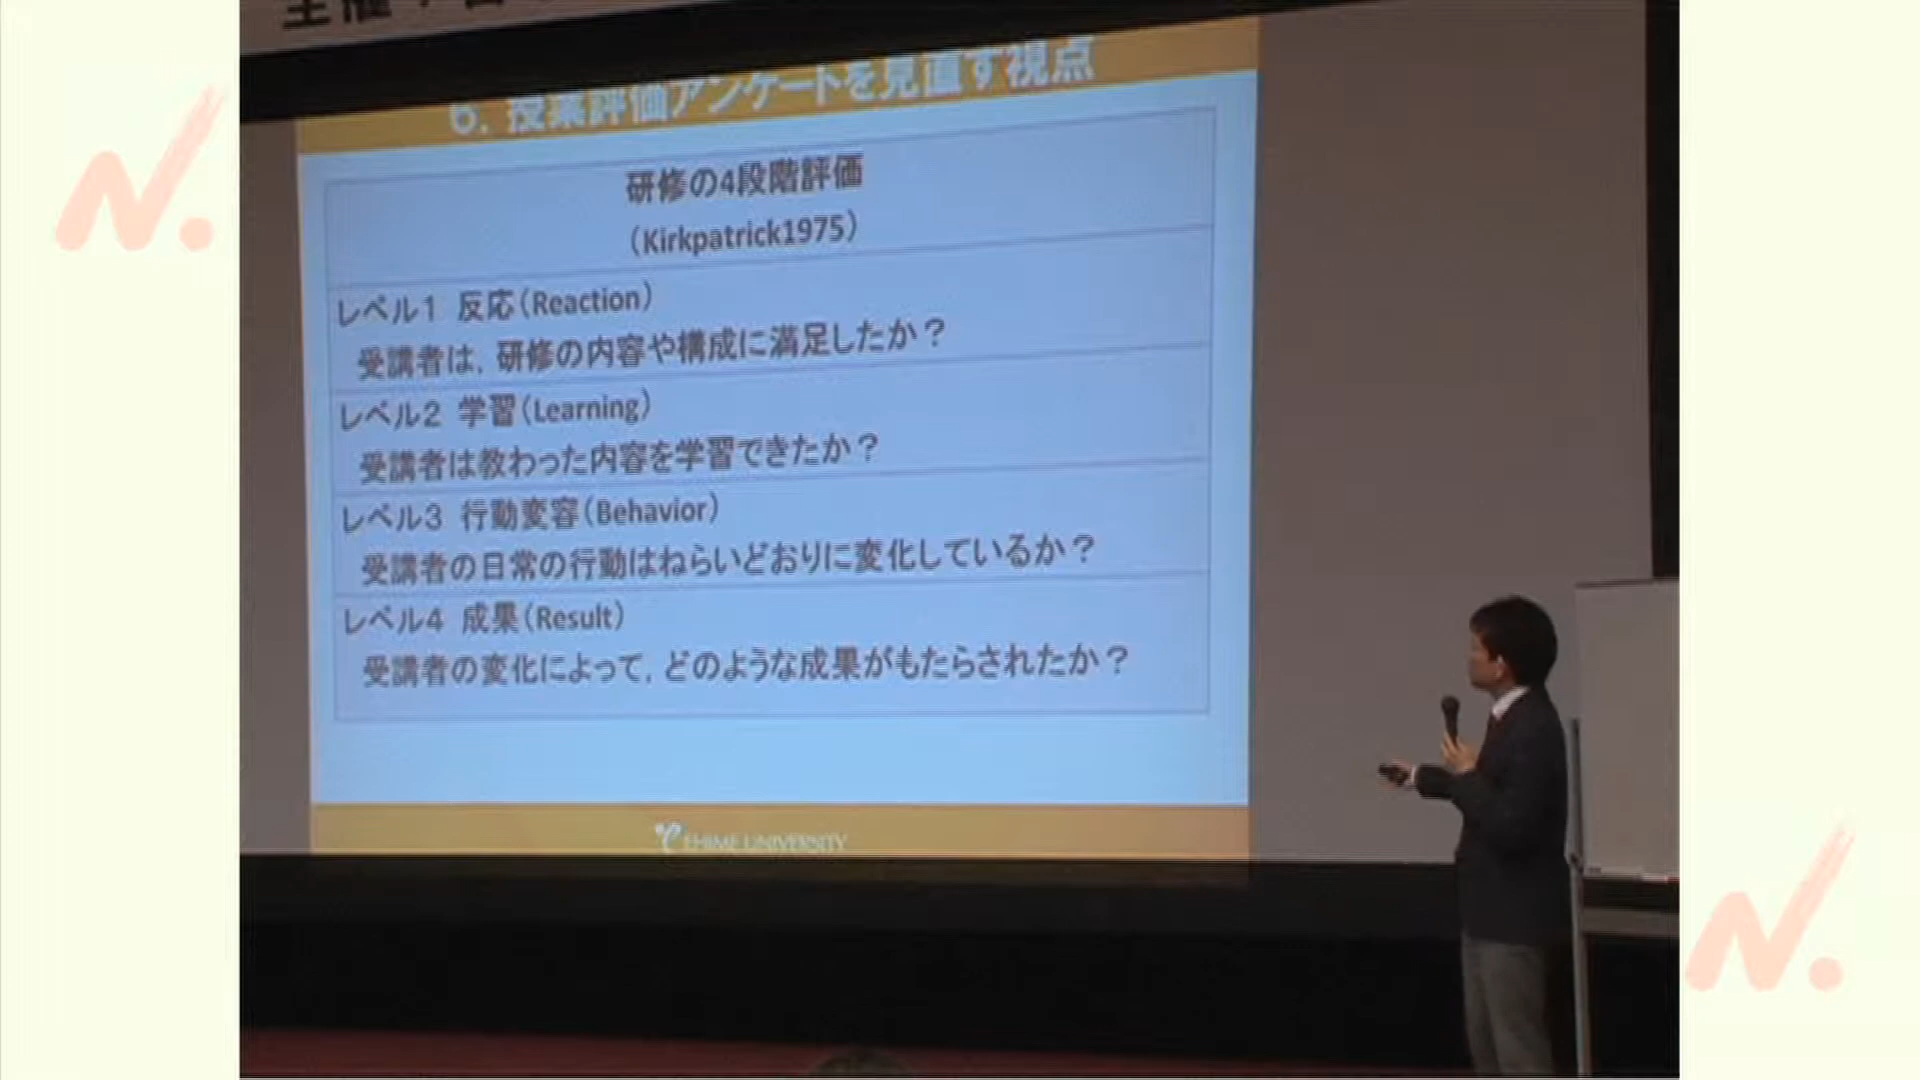 主催
6. 授業評価アンケートを見直す視点
研修の4段階評価
（Kirkpatrick1975）
レベル1 反応（Reaction）
受講者は，研修の内容や構成に満足したか？
レベル2 学習（Learning）
受講者は教わった内容を学習できたか？
レベル3 行動変容（Behavior）
受講者の日常の行動はねらいどおりに変化しているか？
レベル4 成果（Result）
受講者の変化によって，どのような成果がもたらされたか？
EHIME UNIVERSITY
N.
N.